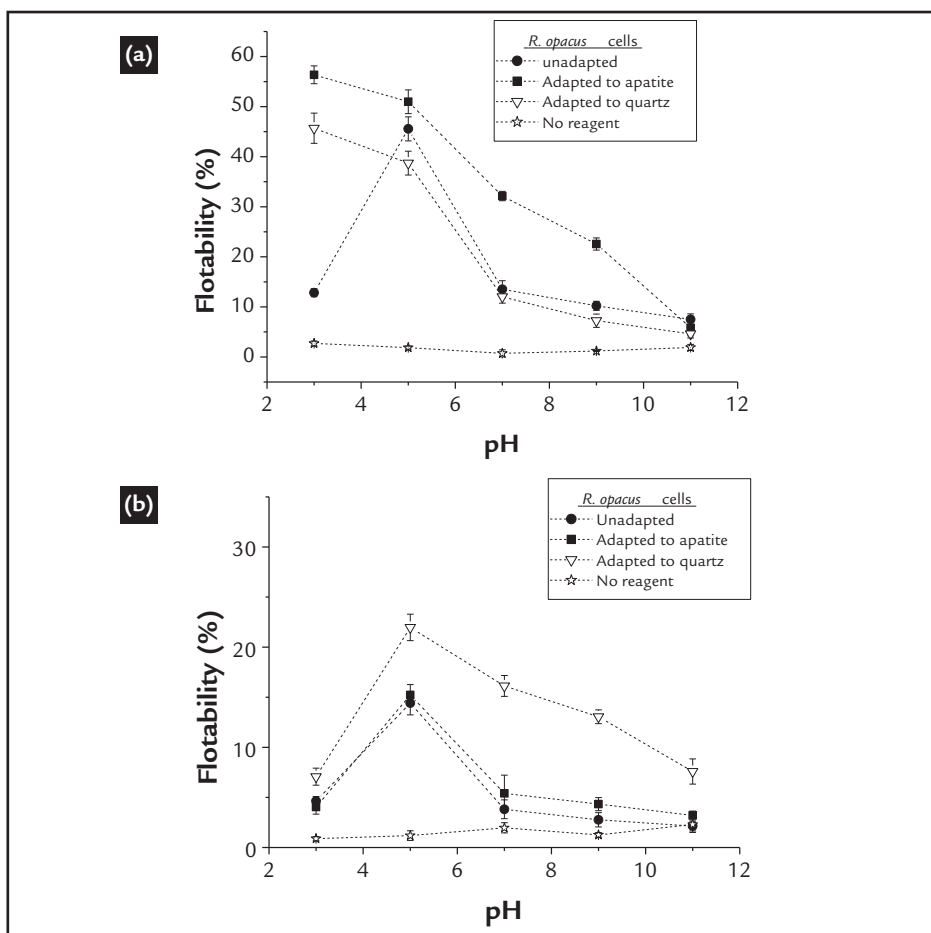 (a)
R. opacus cells
unadapted
Adapted to apatite
Adapted to quartz
No reagent
60
50
40
30
20
10
0
Flotability (%)
2 4 6 8 10 12
pH
(b)
R. opacus cells
Unadapted
Adapted to apatite
Adapted to quartz
No reagent
30
20
10
0
Flotability (%)
2 4 6 8 10 12
pH